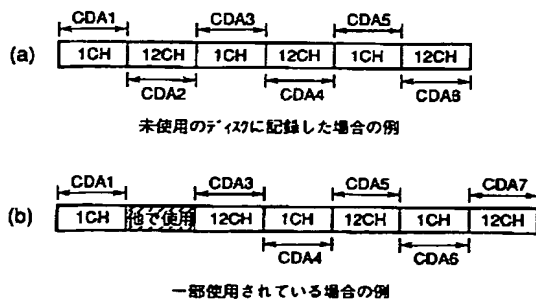 CDA1 CDA3 CDA5
(a) 1CH 12CH 1CH 12CH 1CH 12CH
CDA2 CDA4 CDA6
未使用のディスクに記録した場合の例
CDA1 CDA3 CDA5 CDA7
(b) 1CH 他で使用 12CH 1CH 12CH 1CH 12CH
CDA4 CDA6
一部使用されている場合の例